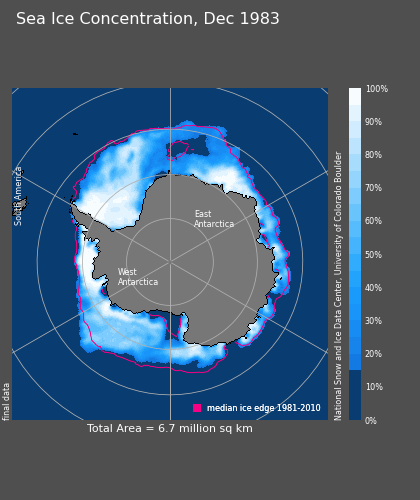 Sea Ice Concentration, Dec 1983
South America
East
Antarctica
West
Antarctica
final data
median ice edge 1981-2010
Total Area = 6.7 million sq km
National Snow and Ice Data Center, University of Colorado Boulder
100%
90%
80%
70%
60%
50%
40%
30%
20%
10%
0%